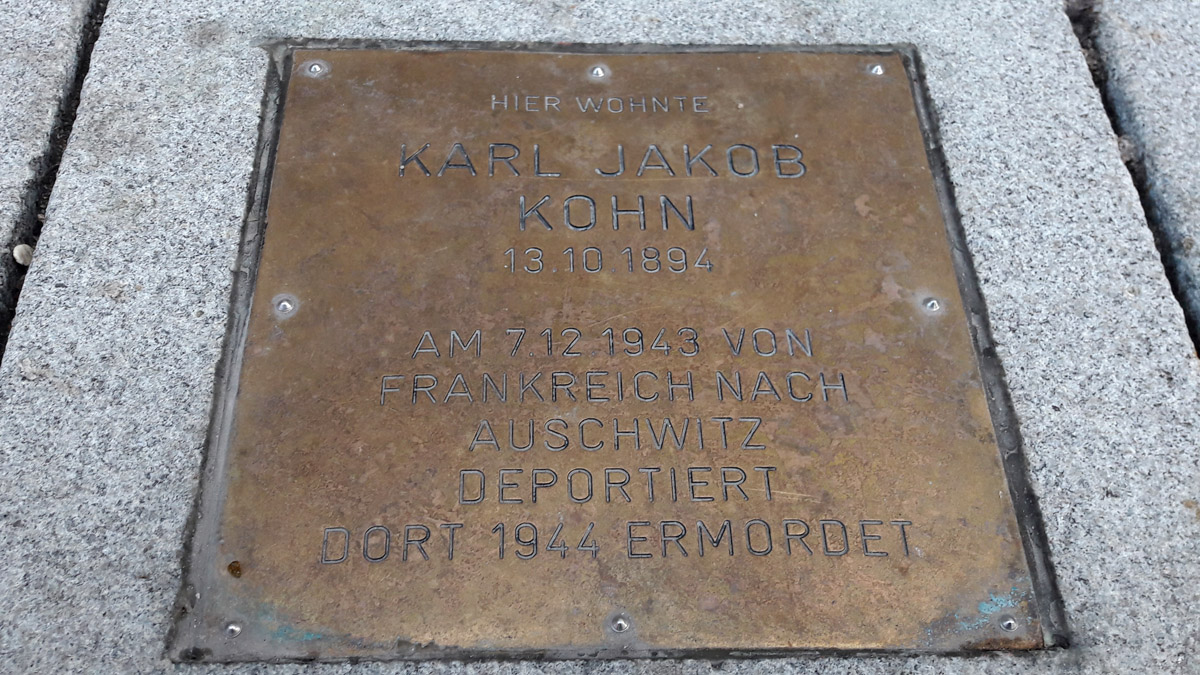 HIER WOHNTE
KARL JAKOB
KOHN
13.10.1894
AM 7.12.1943 VON
FRANKREICH NACH
AUSCHWITZ
DEPORTIERT
DORT 1944 ERMORDET